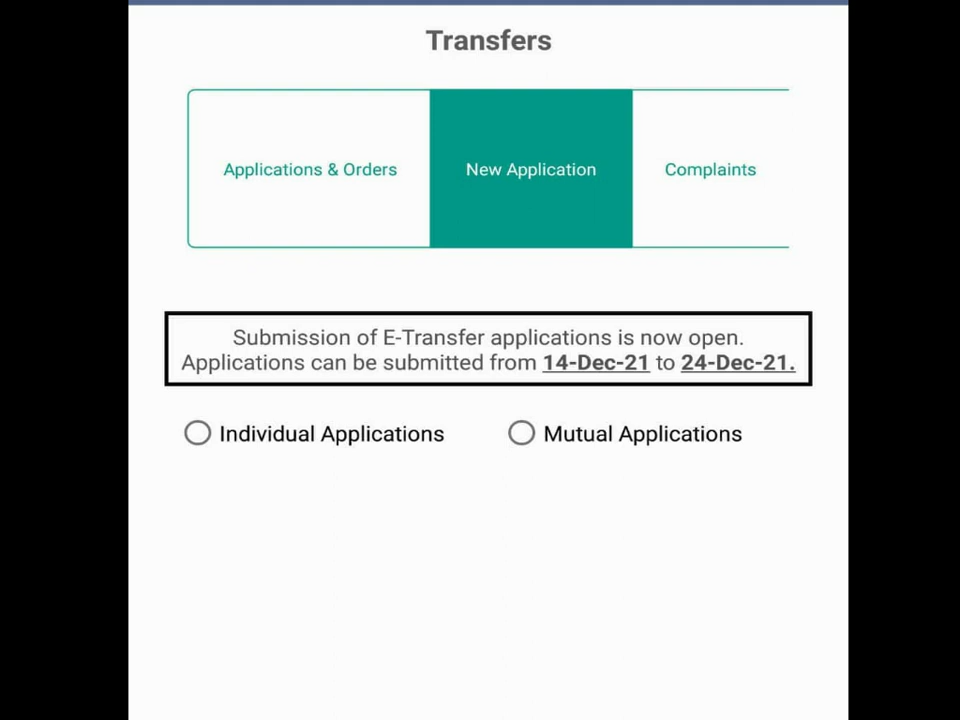 Transfers
Applications & Orders
New Application
Complaints
Submission of E-Transfer applications is now open.
Applications can be submitted from 14-Dec-21 to 24-Dec-21.
Individual Applications
Mutual Applications